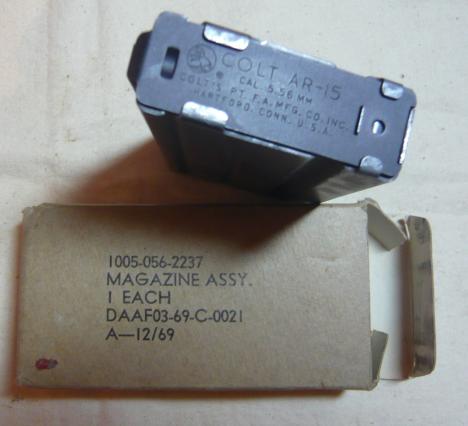 COLT AR-15
CAL. 5.56 MM
COLT'S PT. F.A. MFG. CO. INC.
HARTFORD, CONN. U.S.A.
1005-056-2237
MAGAZINE ASSY.
1 EACH
DAAF03-69-C-0021
A—12/69